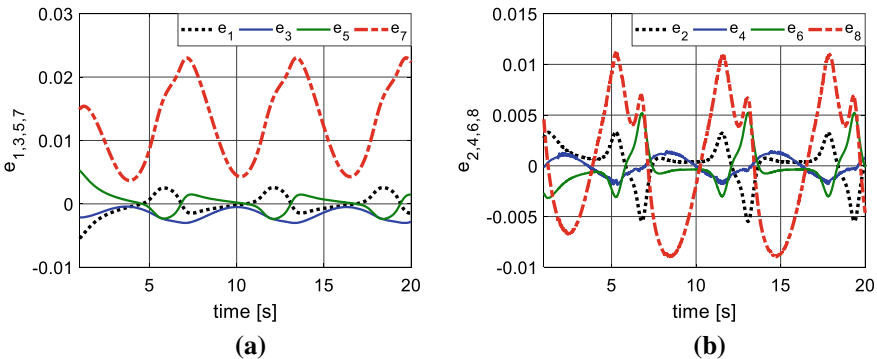 0.03
0.02
0.01
0
-0.01
e1 e3 e5 e7
e1,3,5,7
5 10 15 20
time [s]
(a)
0.015
0.01
0.005
0
-0.005
-0.01
e2 e4 e6 e8
e2,4,6,8
5 10 15 20
time [s]
(b)